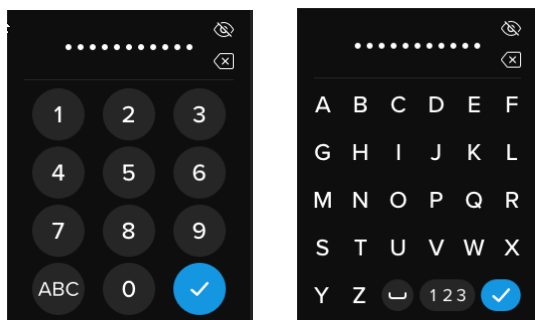 1 2 3
4 5 6
7 8 9
ABC 0
A B C D E F
G H I J K L
M N O P Q R
S T U V W X
Y Z 123